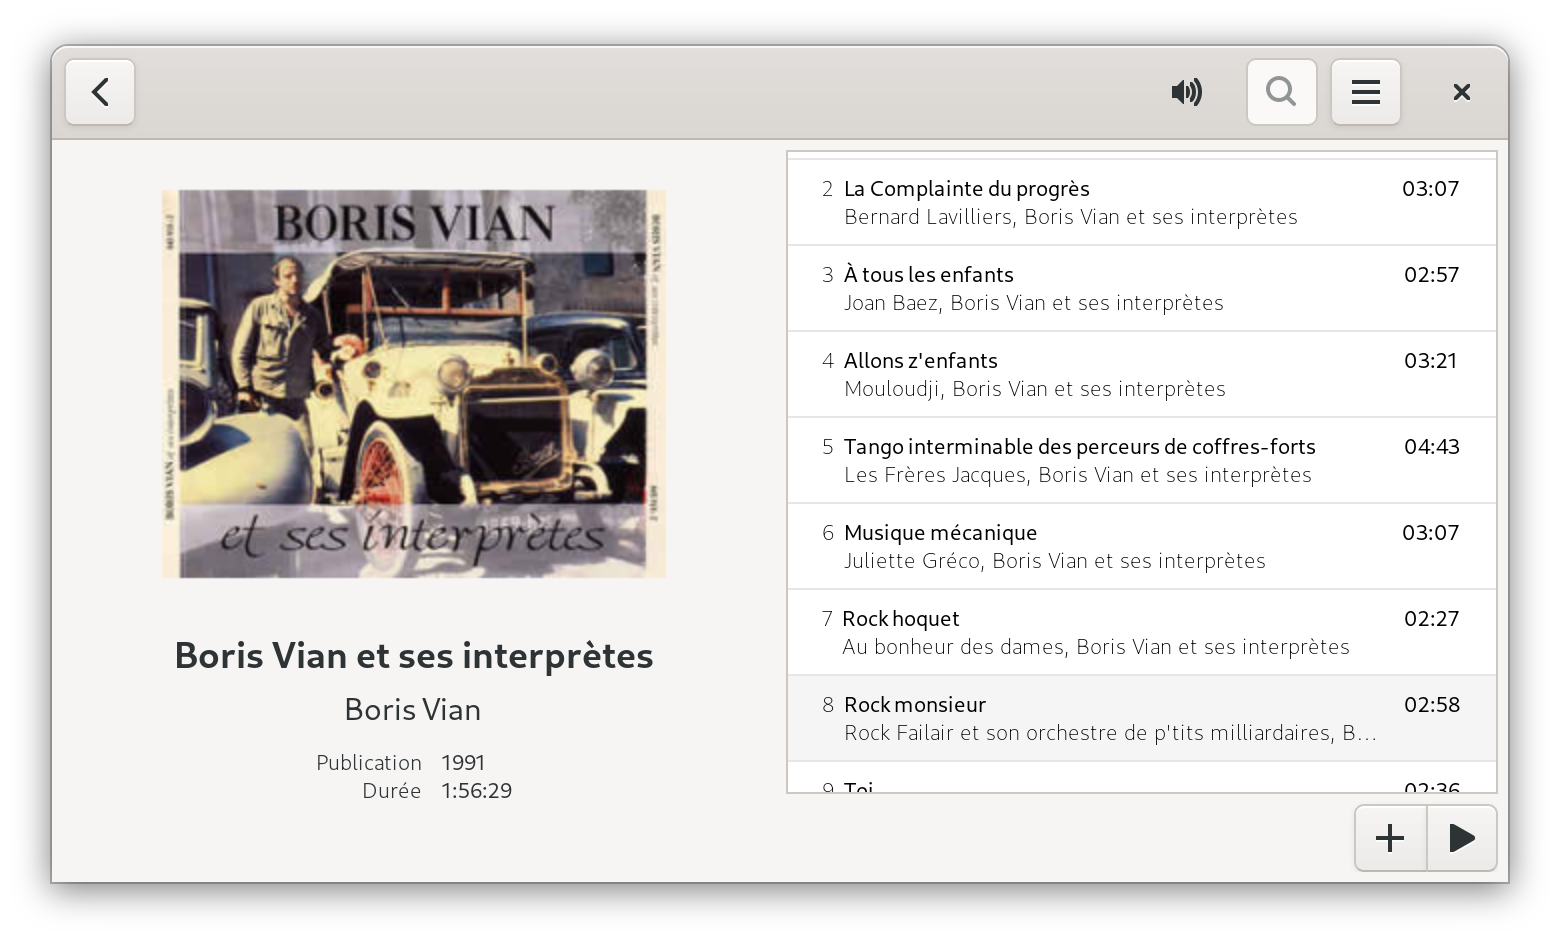 BORIS VIAN
et ses interprètes
Boris Vian et ses interprètes
Boris Vian
Publication 1991
Durée 1:56:29
2 La Complainte du progrès 03:07
Bernard Lavilliers, Boris Vian et ses interprètes
3 À tous les enfants 02:57
Joan Baez, Boris Vian et ses interprètes
4 Allons z'enfants 03:21
Mouloudji, Boris Vian et ses interprètes
5 Tango interminable des perceurs de coffres-forts 04:43
Les Frères Jacques, Boris Vian et ses interprètes
6 Musique mécanique 03:07
Juliette Gréco, Boris Vian et ses interprètes
7 Rock hoquet 02:27
Au bonheur des dames, Boris Vian et ses interprètes
8 Rock monsieur 02:58
Rock Failair et son orchestre de p'tits milliardaires, B…
9 Toi 02:36